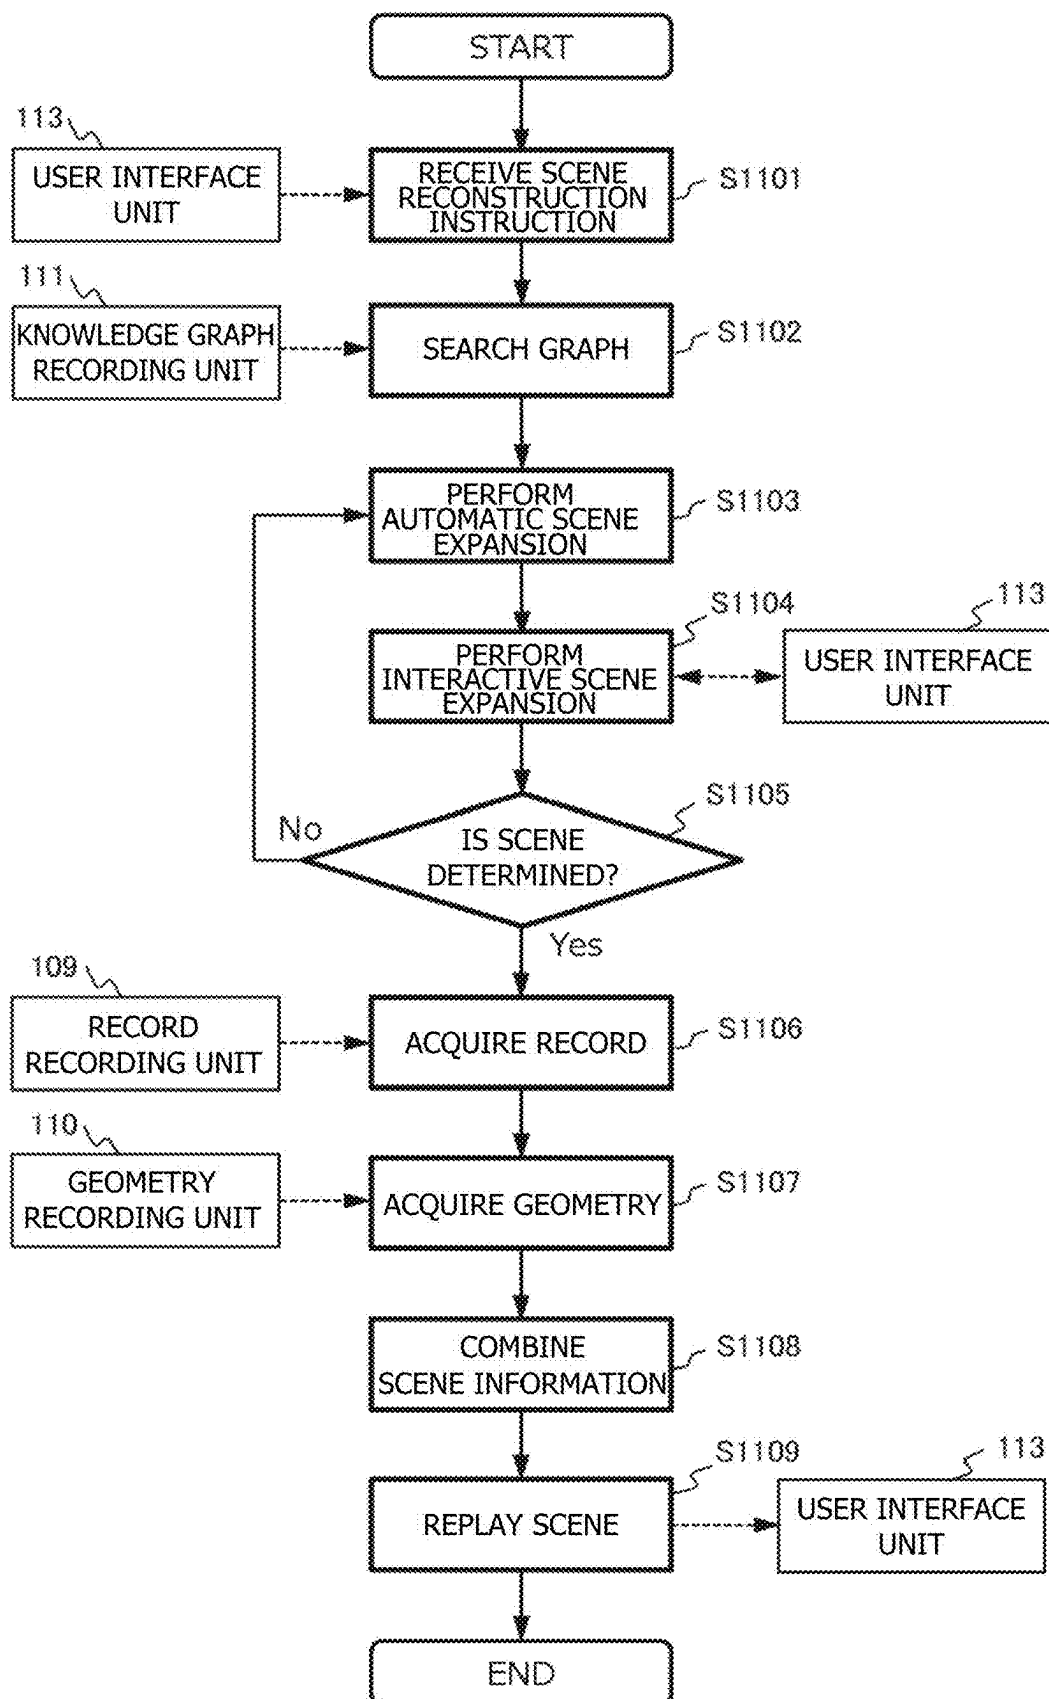 START
113
USER INTERFACE
UNIT
RECEIVE SCENE
RECONSTRUCTION
INSTRUCTION
S1101
111
KNOWLEDGE GRAPH
RECORDING UNIT
SEARCH GRAPH
S1102
PERFORM
AUTOMATIC SCENE
EXPANSION
S1103
PERFORM
INTERACTIVE SCENE
EXPANSION
S1104
113
USER INTERFACE
UNIT
IS SCENE
DETERMINED?
S1105
No
Yes
109
RECORD
RECORDING UNIT
ACQUIRE RECORD
S1106
110
GEOMETRY
RECORDING UNIT
ACQUIRE GEOMETRY
S1107
COMBINE
SCENE INFORMATION
S1108
REPLAY SCENE
S1109
113
USER INTERFACE
UNIT
END